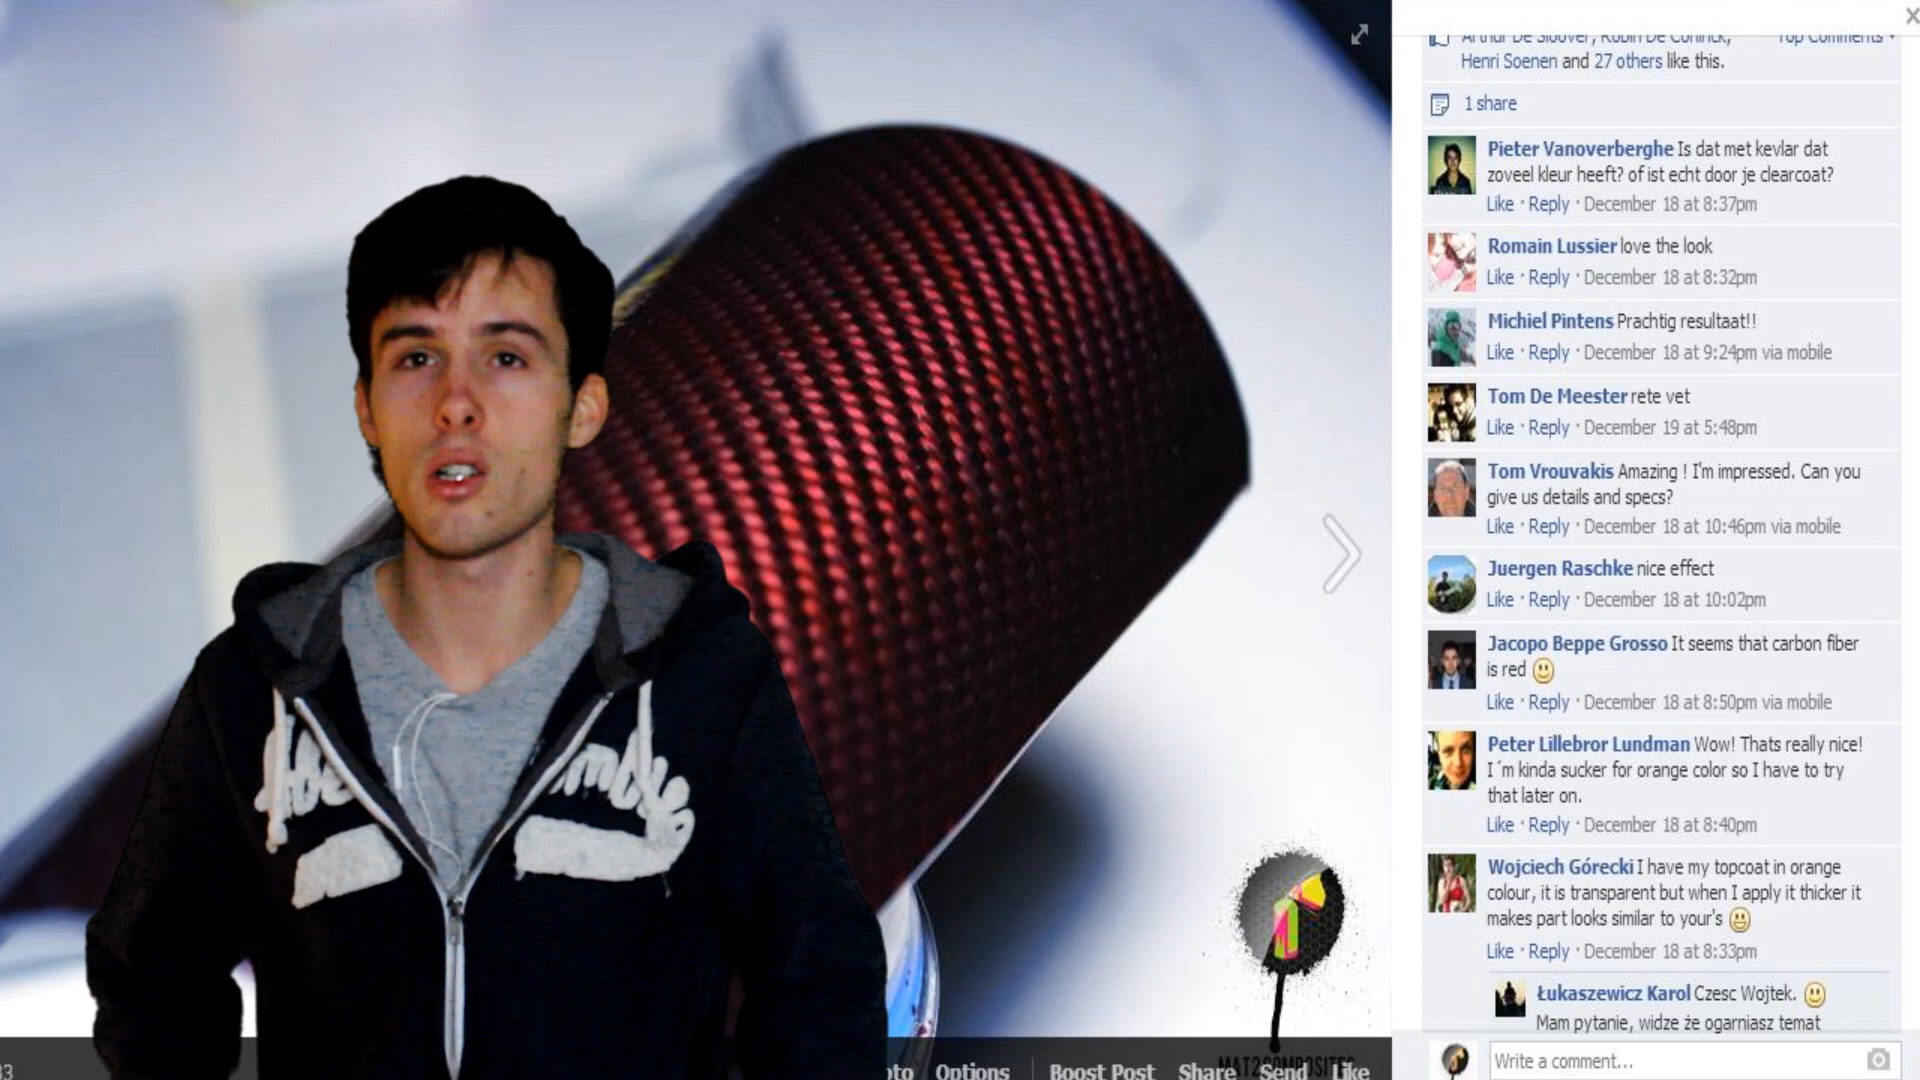 Arthur De Sloover, Robin De Coninck, Top Comments
Henri Soenen and 27 others like this.
1 share
Pieter Vanoverberghe Is dat met kevlar dat
zoveel kleur heeft? of ist echt door je clearcoat?
Like · Reply · December 18 at 8:37pm
Romain Lussier love the look
Like · Reply · December 18 at 8:32pm
Michiel Pintens Prachtig resultaat!!
Like · Reply · December 18 at 9:24pm via mobile
Tom De Meester rete vet
Like · Reply · December 19 at 5:48pm
Tom Vrouvakis Amazing ! I'm impressed. Can you
give us details and specs?
Like · Reply · December 18 at 10:46pm via mobile
Juergen Raschke nice effect
Like · Reply · December 18 at 10:02pm
Jacopo Beppe Grosso It seems that carbon fiber
is red
Like · Reply · December 18 at 8:50pm via mobile
Peter Lillebror Lundman Wow! Thats really nice!
I´m kinda sucker for orange color so I have to try
that later on.
Like · Reply · December 18 at 8:40pm
Wojciech Górecki I have my topcoat in orange
colour, it is transparent but when I apply it thicker it
makes part looks similar to your's
Like · Reply · December 18 at 8:33pm
Łukaszewicz Karol Czesc Wojtek.
Mam pytanie, widze że ogarniasz temat
Write a comment...
MAT2COMPOSITES
Options Boost Post Share Send Like